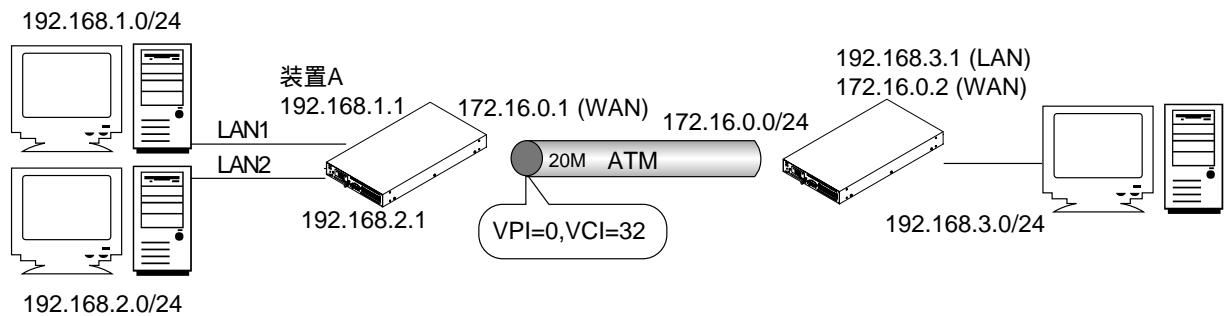 192.168.1.0/24
装置A
192.168.1.1
LAN1
LAN2
192.168.2.1
192.168.2.0/24
172.16.0.1 (WAN)
20M ATM
VPI=0,VCI=32
172.16.0.0/24
192.168.3.1 (LAN)
172.16.0.2 (WAN)
192.168.3.0/24